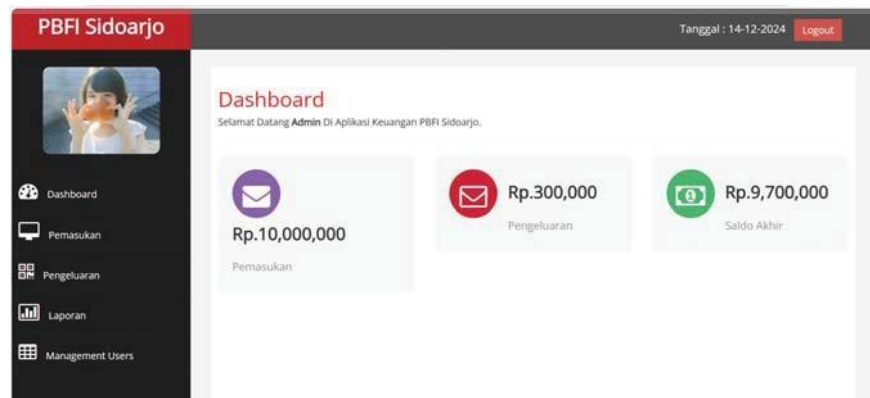 PBFI Sidoarjo
Tanggal : 14-12-2024 Logout
Dashboard
Selamat Datang Admin Di Aplikasi Keuangan PBFI Sidoarjo.
Dashboard
Pemasukan
Pengeluaran
Laporan
Management Users
Rp.10,000,000
Pemasukan
Rp.300,000
Pengeluaran
Rp.9,700,000
Saldo Akhir